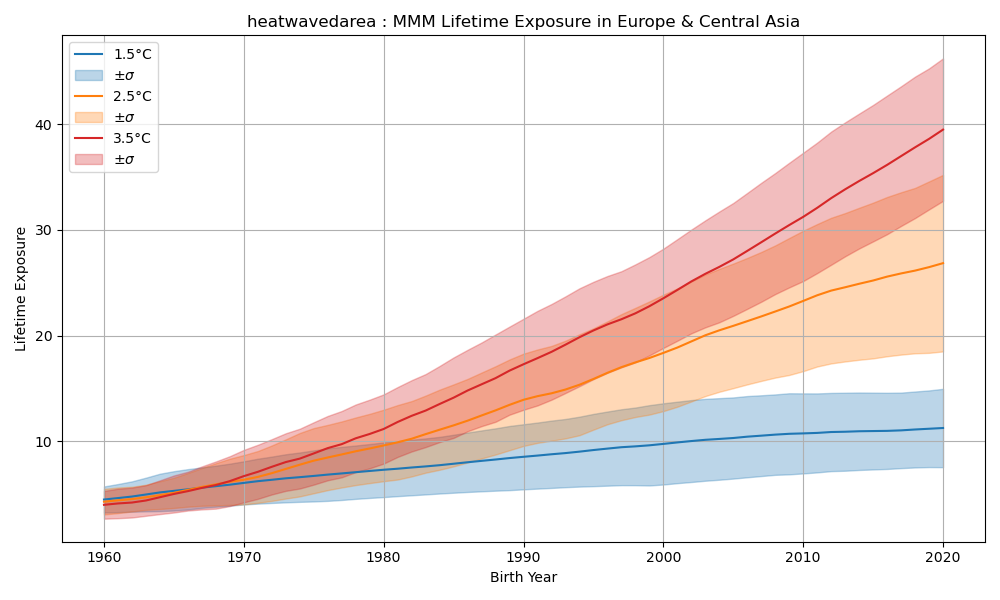 heatwavedarea : MMM Lifetime Exposure in Europe & Central Asia
1.5°C
±σ
2.5°C
±σ
3.5°C
±σ
Lifetime Exposure
40
30
20
10
1960
1970
1980
1990
2000
2010
2020
Birth Year